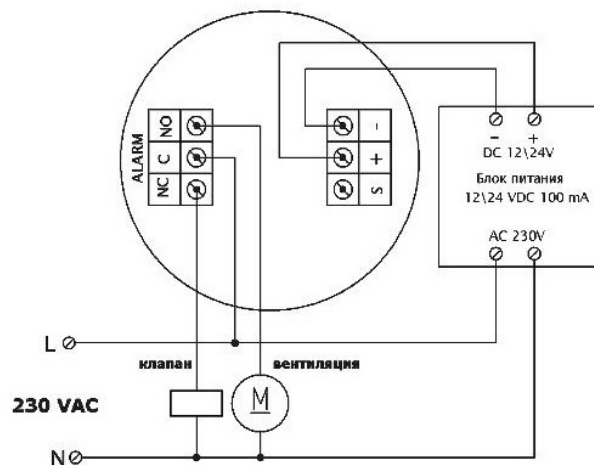 ALARM
NO
C
NC
-
+
S
- +
DC 12\24V
Блок питания
12\24 VDC 100 mA
AC 230V
L
клапан
вентиляция
230 VAC
M
N